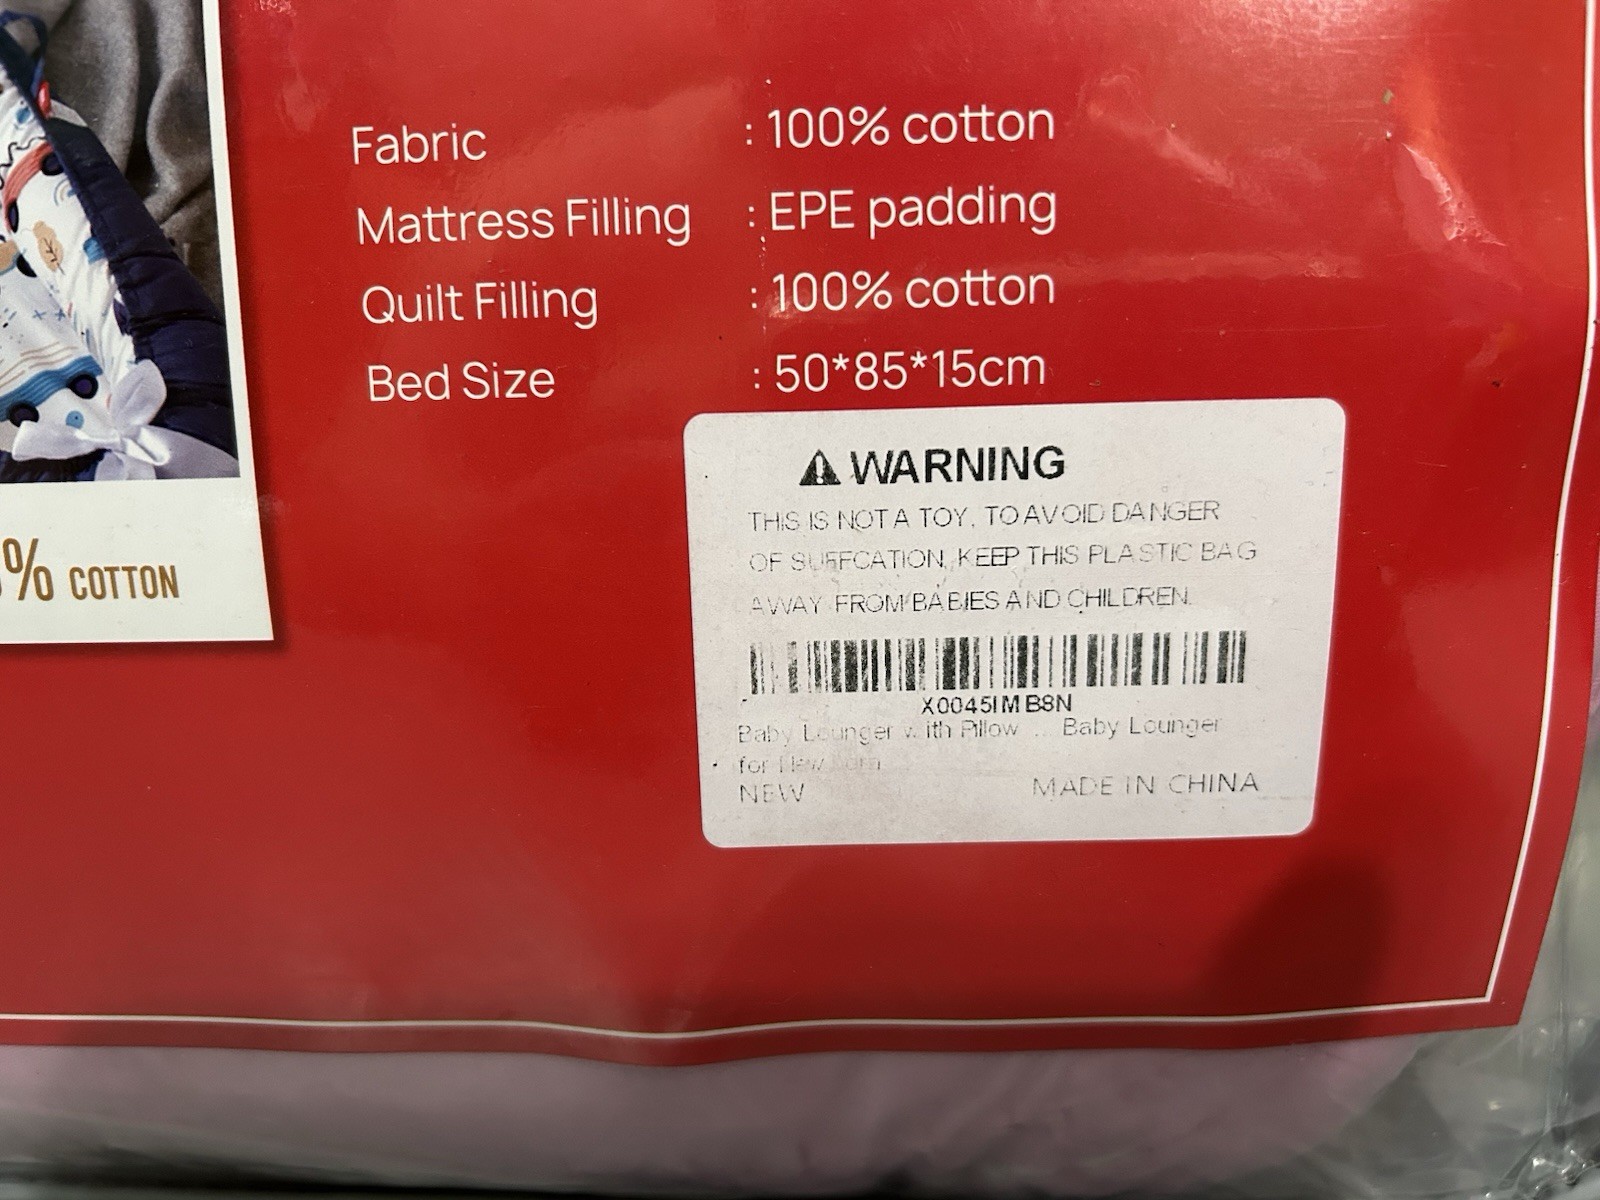 Fabric : 100% cotton
Mattress Filling : EPE padding
Quilt Filling : 100% cotton
Bed Size : 50*85*15cm
% COTTON
WARNING
THIS IS NOT A TOY. TO AVOID DANGER
OF SUFFCATION, KEEP THIS PLASTIC BAG
AWAY FROM BABIES AND CHILDREN.
X0045IMB8N
Baby Lounger with Pillow ... Baby Lounger
for New
NEW MADE IN CHINA